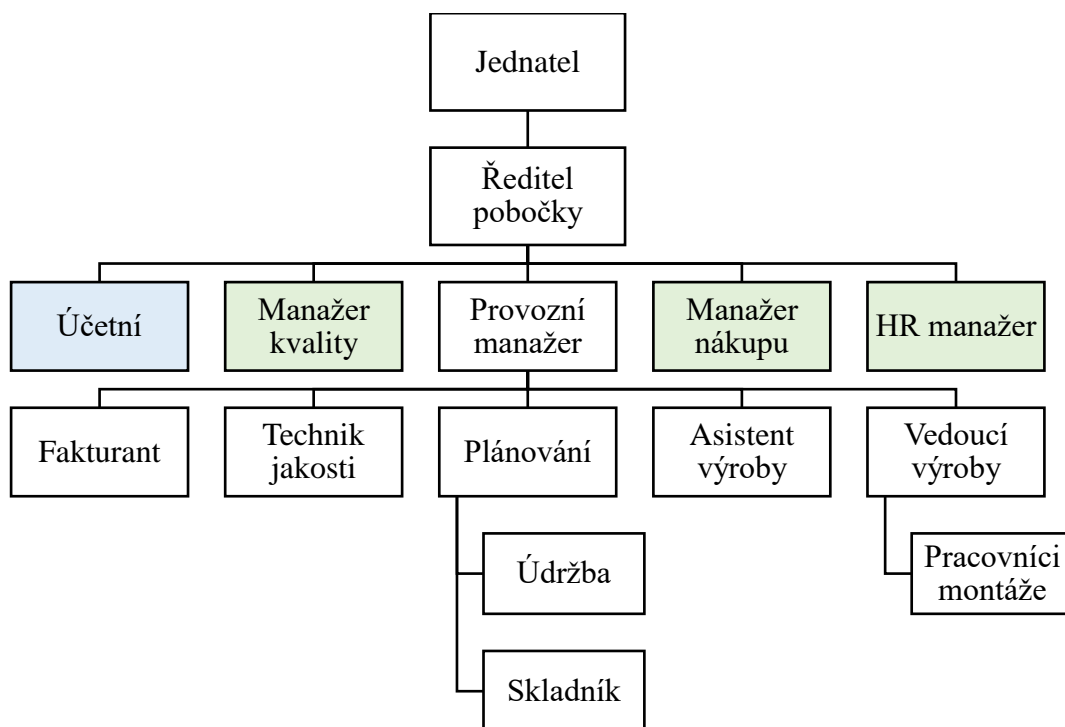 Jednatel
Ředitel
pobočky
Účetní
Manažer
kvality
Provozní
manažer
Manažer
nákupu
HR manažer
Fakturant
Technik
jakosti
Plánování
Asistent
výroby
Vedoucí
výroby
Údržba
Pracovníci
montáže
Skladník